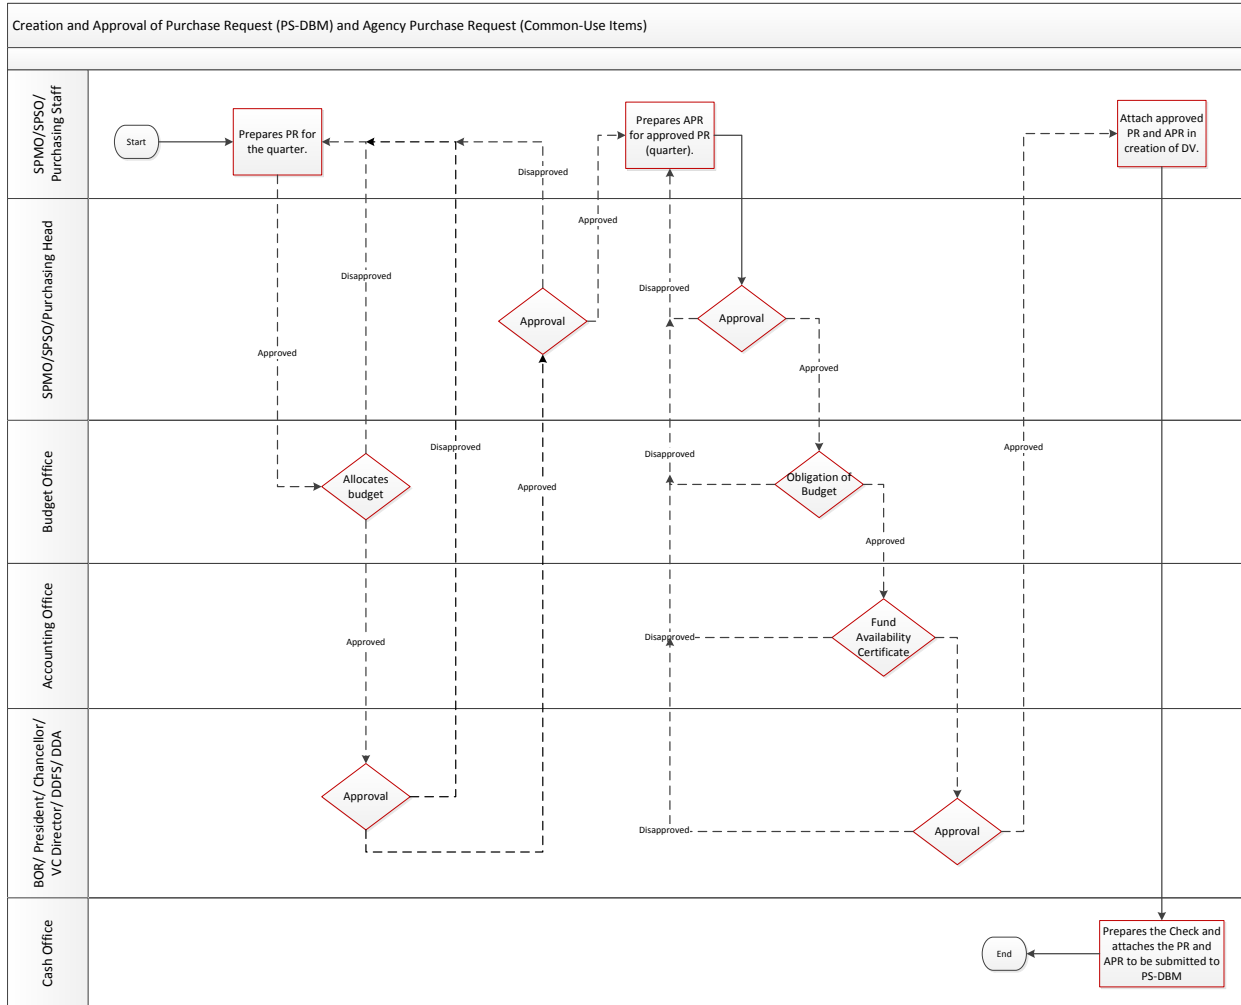 Creation and Approval of Purchase Request (PS-DBM) and Agency Purchase Request (Common-Use Items)
SPMO/SPSO/
Purchasing Staff
Start
Prepares PR for
the quarter.
Disapproved
Prepares APR
for approved PR
(quarter).
Attach approved
PR and APR in
creation of DV.
Approved
SPMO/SPSO/Purchasing Head
Disapproved
Disapproved
Approval
Approval
Approved
Approved
Budget Office
Disapproved
Approved
Disapproved
Approved
Allocates
budget
Obligation of
Budget
Approved
Accounting Office
Approved
Disapproved
Fund
Availability
Certificate
BOR/ President/ Chancellor/
VC Director/ DDFS/ DDA
Approval
Disapproved
Approval
Cash Office
End
Prepares the Check and
attaches the PR and
APR to be submitted to
PS-DBM